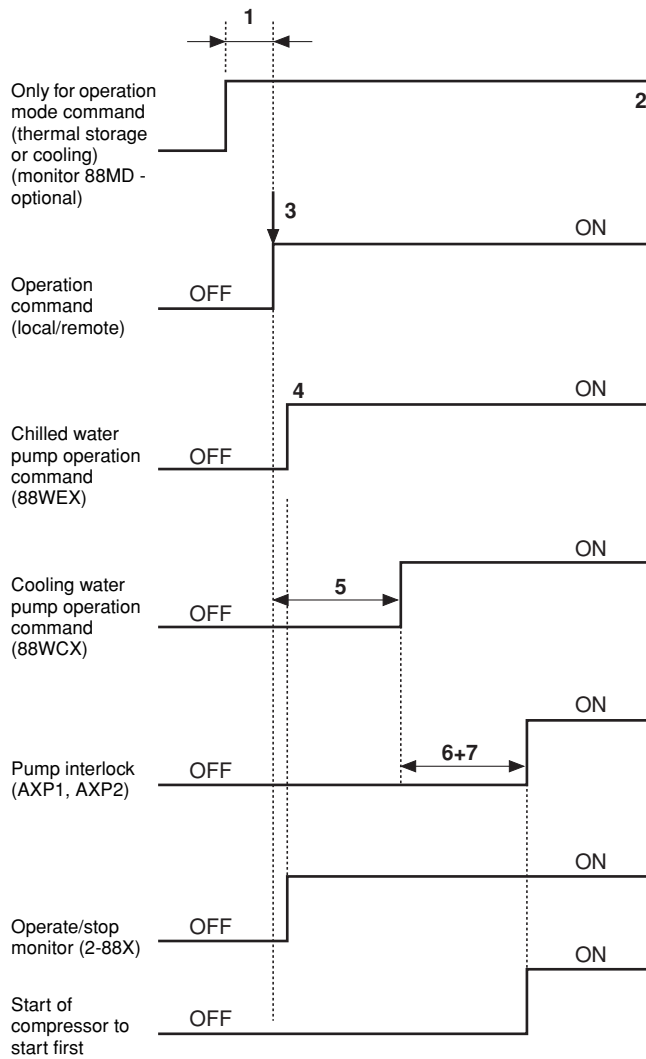 1
Only for operation
mode command
(thermal storage
or cooling)
(monitor 88MD -
optional)
2
3
ON
Operation
command
(local/remote)
OFF
4
ON
Chilled water
pump operation
command
(88WEX)
OFF
ON
Cooling water
pump operation
command
(88WCX)
OFF
5
ON
Pump interlock
(AXP1, AXP2)
OFF
6+7
ON
Operate/stop
monitor (2-88X)
OFF
ON
Start of
compressor to
start first
OFF